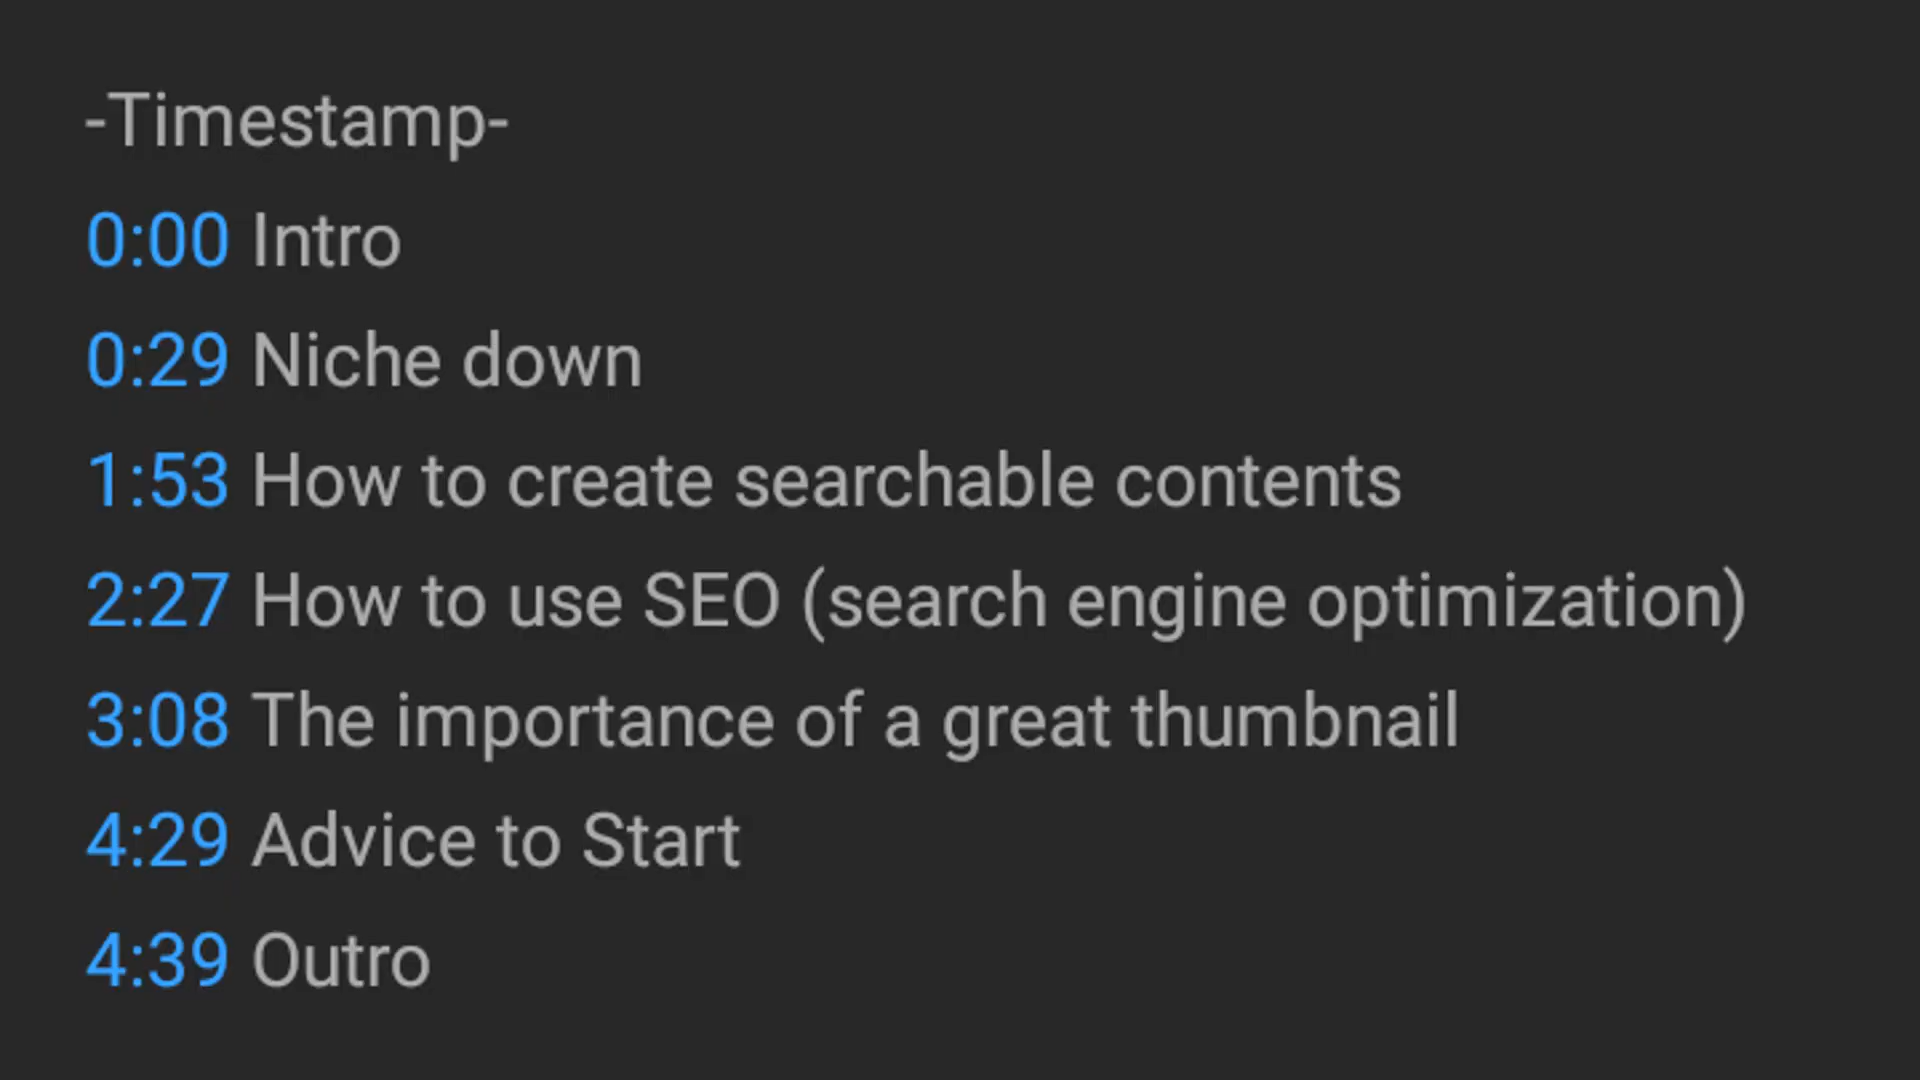 -Timestamp-
0:00 Intro
0:29 Niche down
1:53 How to create searchable contents
2:27 How to use SEO (search engine optimization)
3:08 The importance of a great thumbnail
4:29 Advice to Start
4:39 Outro